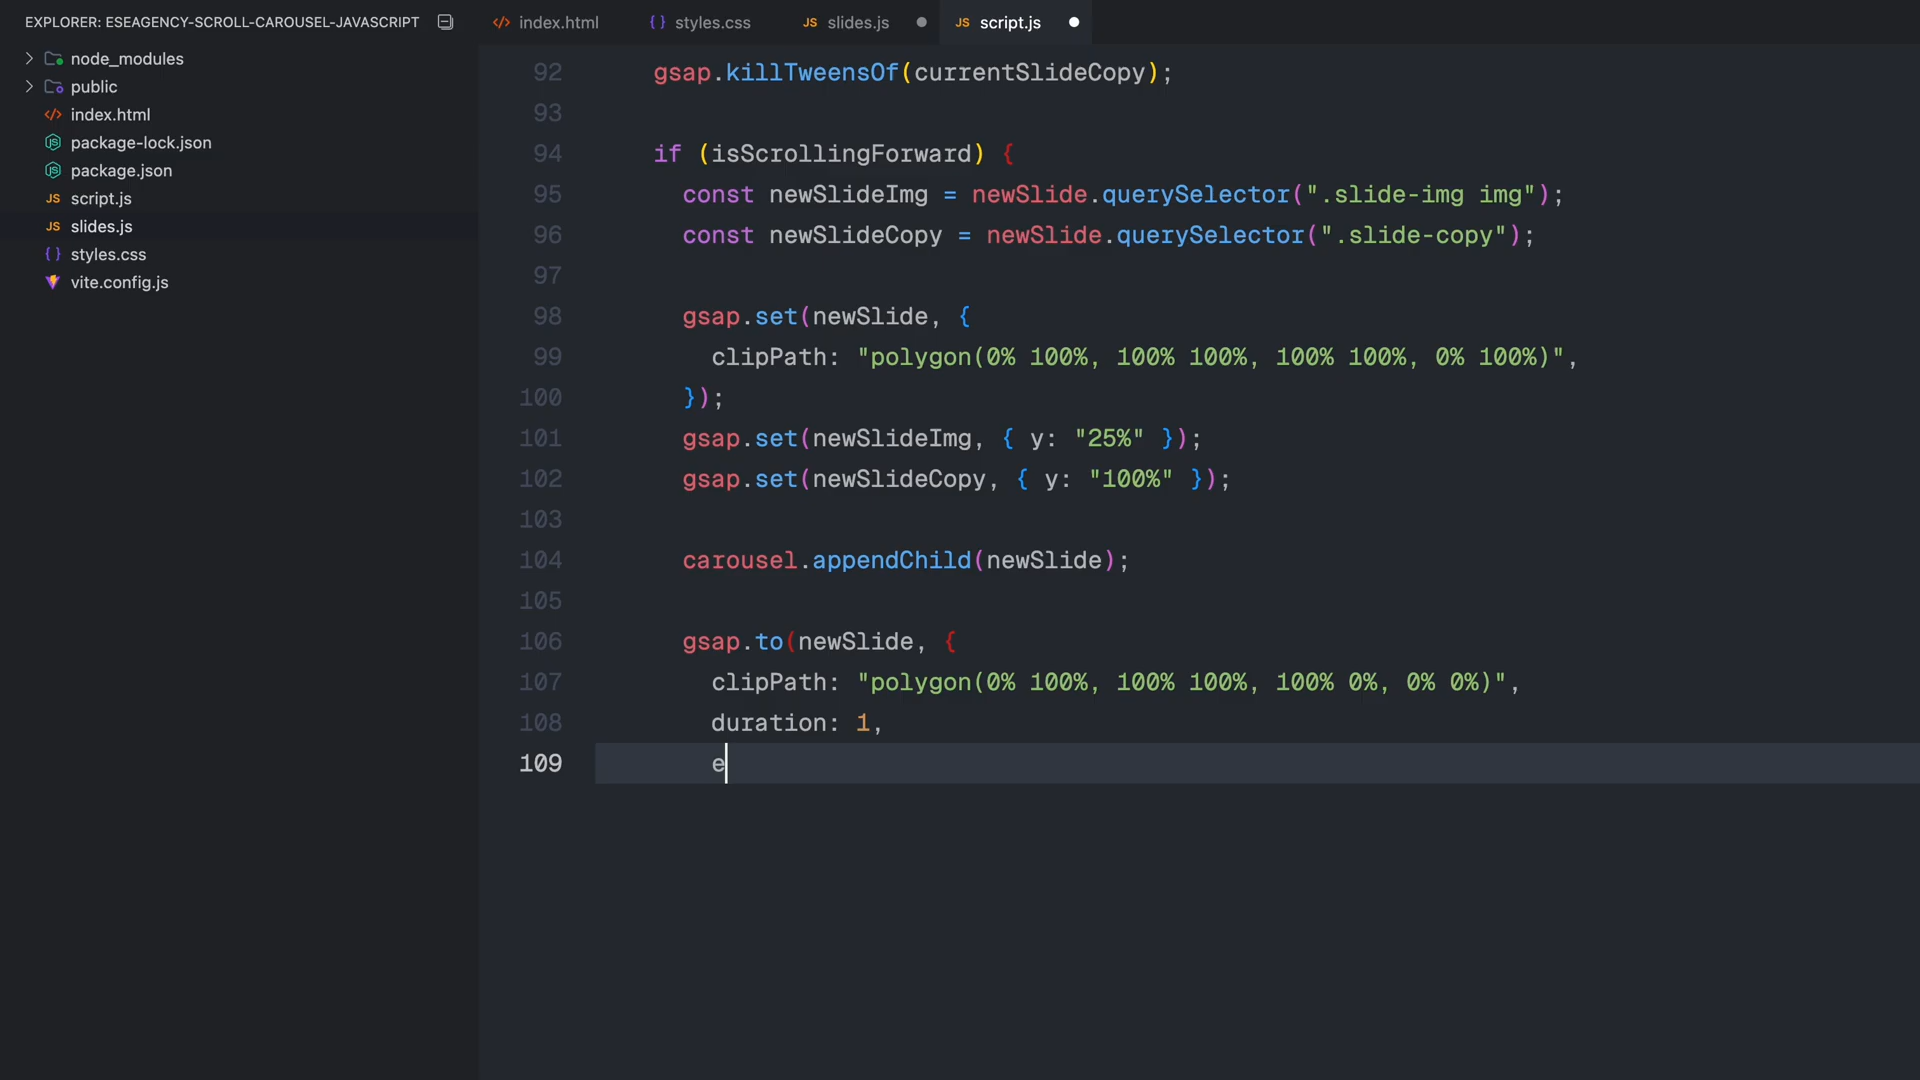 EXPLORER: ESEAGENCY-SCROLL-CAROUSEL-JAVASCRIPT
node_modules
public
index.html
package-lock.json
package.json
script.js
slides.js
styles.css
vite.config.js
index.html styles.css JS slides.js JS script.js
92 gsap.killTweensOf(currentSlideCopy);
93
94 if (isScrollingForward) {
95 const newSlideImg = newSlide.querySelector(".slide-img img");
96 const newSlideCopy = newSlide.querySelector(".slide-copy");
97
98 gsap.set(newSlide, {
99 clipPath: "polygon(0% 100%, 100% 100%, 100% 100%, 0% 100%)",
100 });
101 gsap.set(newSlideImg, { y: "25%" });
102 gsap.set(newSlideCopy, { y: "100%" });
103
104 carousel.appendChild(newSlide);
105
106 gsap.to(newSlide, {
107 clipPath: "polygon(0% 100%, 100% 100%, 100% 0%, 0% 0%)",
108 duration: 1,
109 e